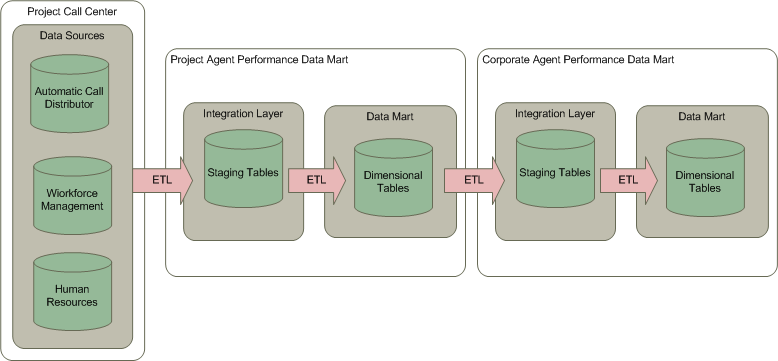 Project Call Center
Data Sources
Automatic Call
Distributor
Wiorkforce
Management
Human
Resources
ETL
Project Agent Performance Data Mart
Integration Layer
Staging Tables
ETL
Data Mart
Dimensional
Tables
ETL
Corporate Agent Performance Data Mart
Integration Layer
Staging Tables
ETL
Data Mart
Dimensional
Tables